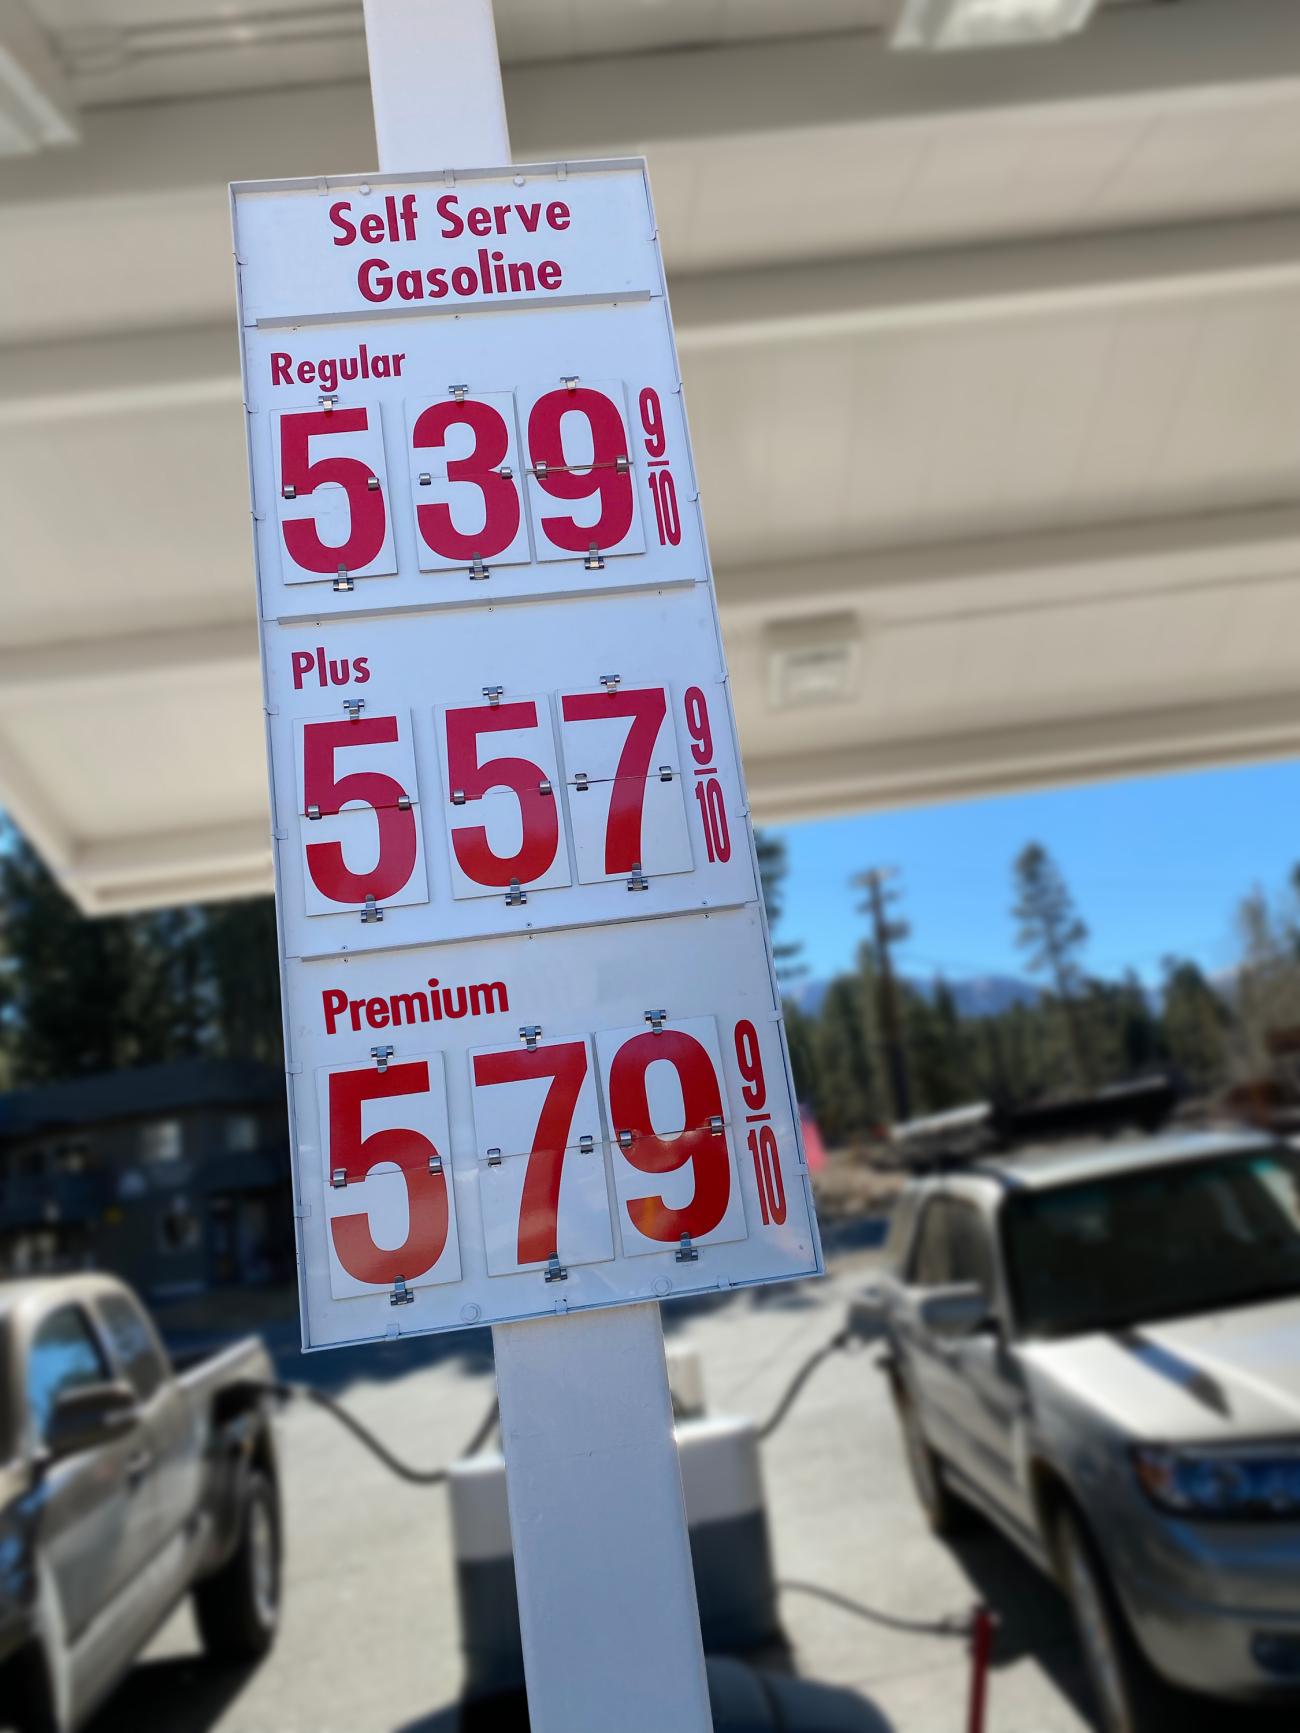 Self Serve
Gasoline
Regular
539 9/10
Plus
557 9/10
Premium
579 9/10